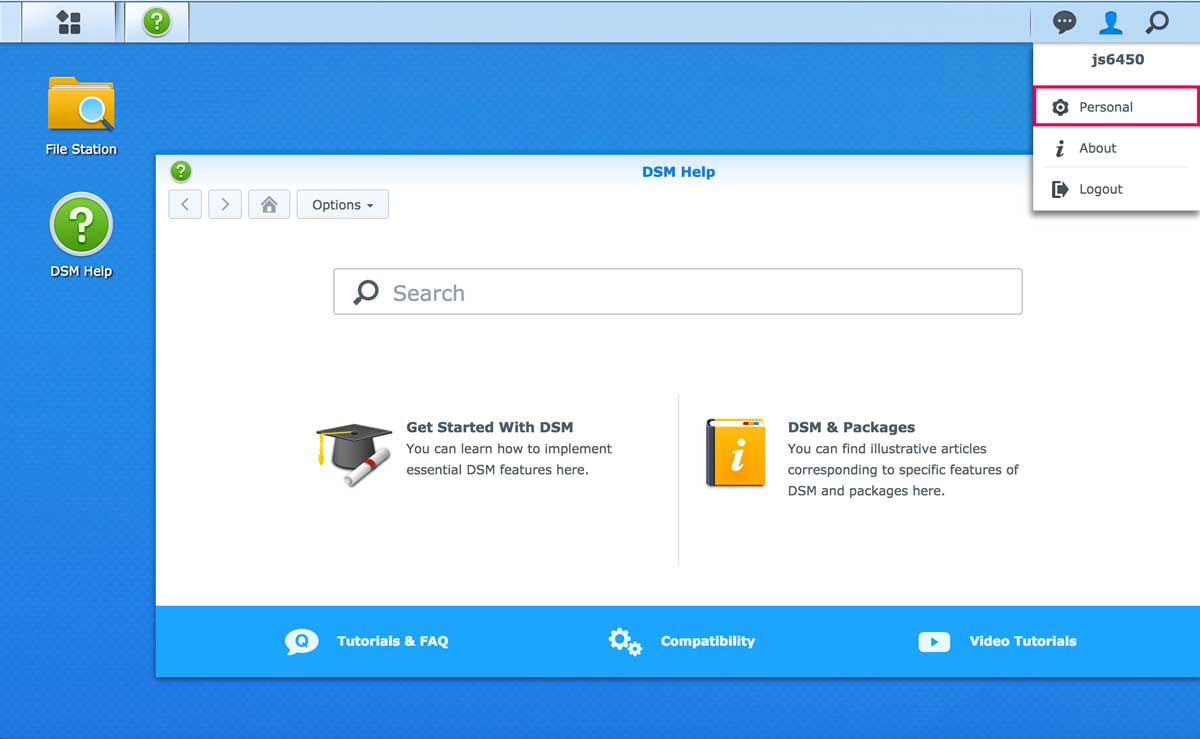 js6450
Personal
About
Logout
File Station
DSM Help
DSM Help
Options
Search
Get Started With DSM
You can learn how to implement
essential DSM features here.
DSM & Packages
You can find illustrative articles
corresponding to specific features of
DSM and packages here.
Tutorials & FAQ
Compatibility
Video Tutorials